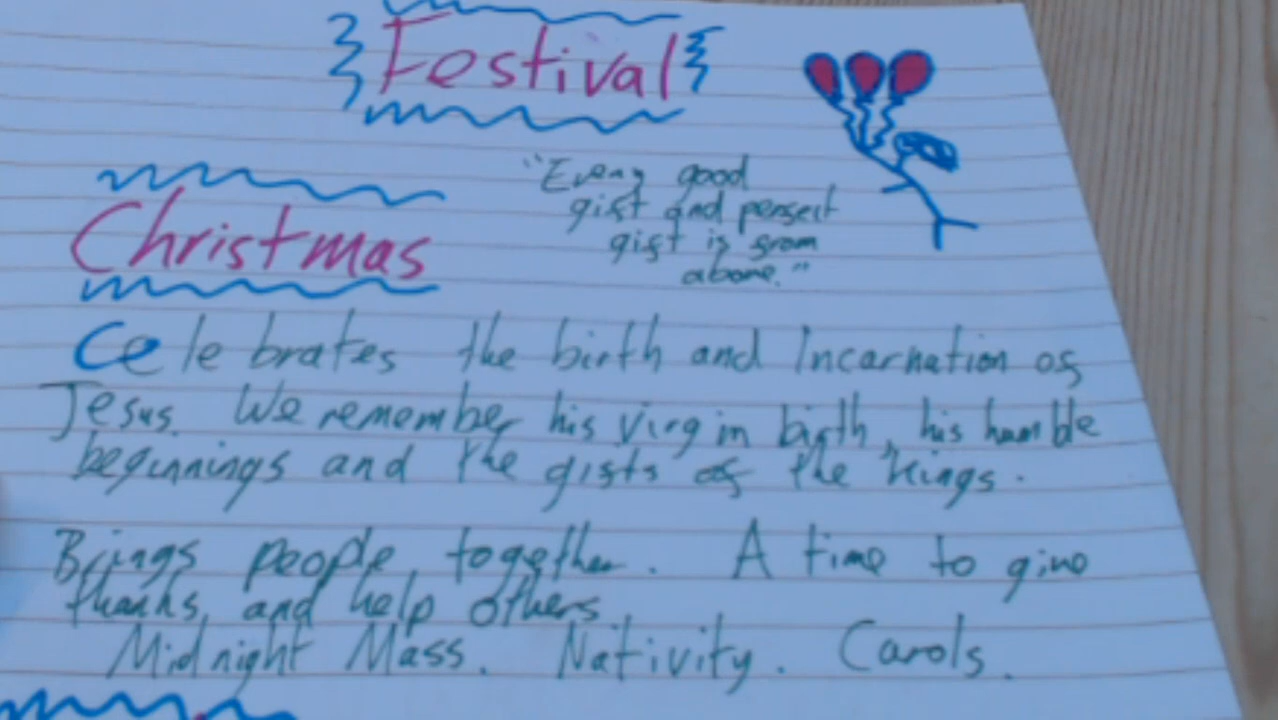 Festival
"Every good
gift and perfect
gift is from
above."
Christmas
Celebrates the birth and Incarnation of
Jesus. We remember his virgin birth, his humble
beginnings and the gifts of the kings.
Brings people together. A time to give
thanks, and help others.
Midnight Mass. Nativity. Carols.